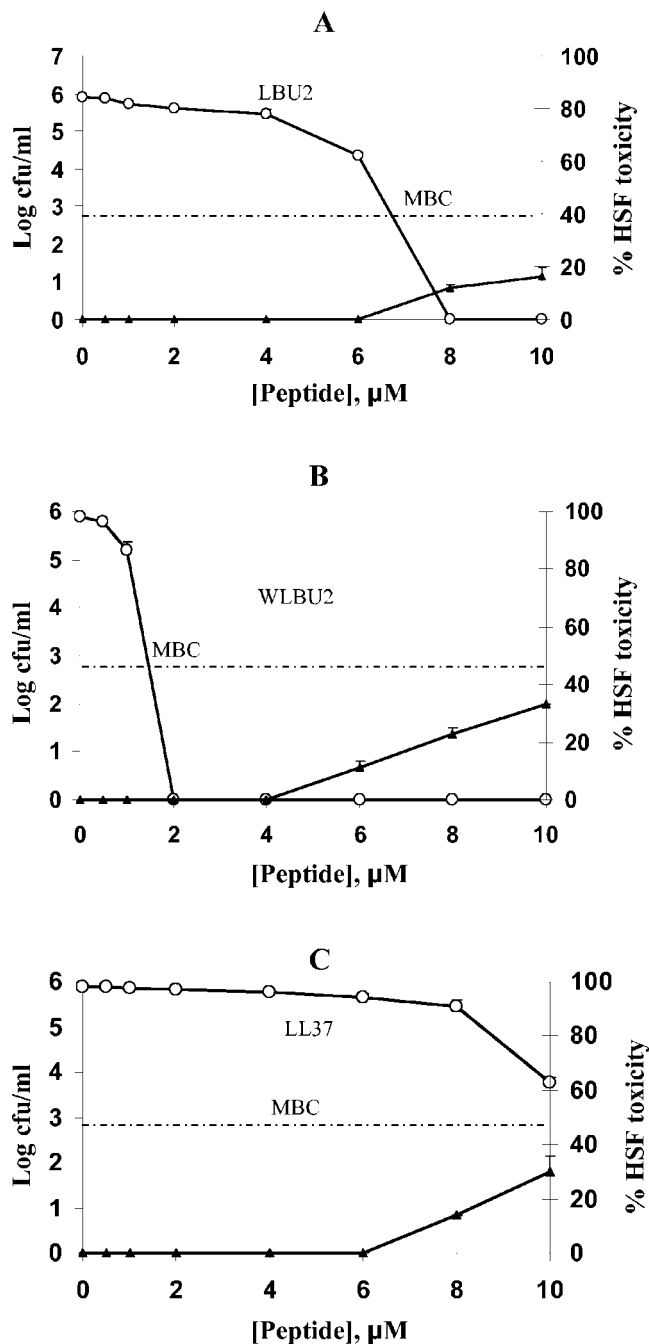 A
7
6
5
4
3
2
1
0
Log cfu/ml
LBU2
MBC
100
80
60
40
20
0
% HSF toxicity
0 2 4 6 8 10
[Peptide], µM
B
6
5
4
3
2
1
0
Log cfu/ml
WLBU2
MBC
100
80
60
40
20
0
% HSF toxicity
0 2 4 6 8 10
[Peptide], µM
C
6
5
4
3
2
1
0
Log cfu/ml
LL37
MBC
100
80
60
40
20
0
% HSF toxicity
0 2 4 6 8 10
[Peptide], µM